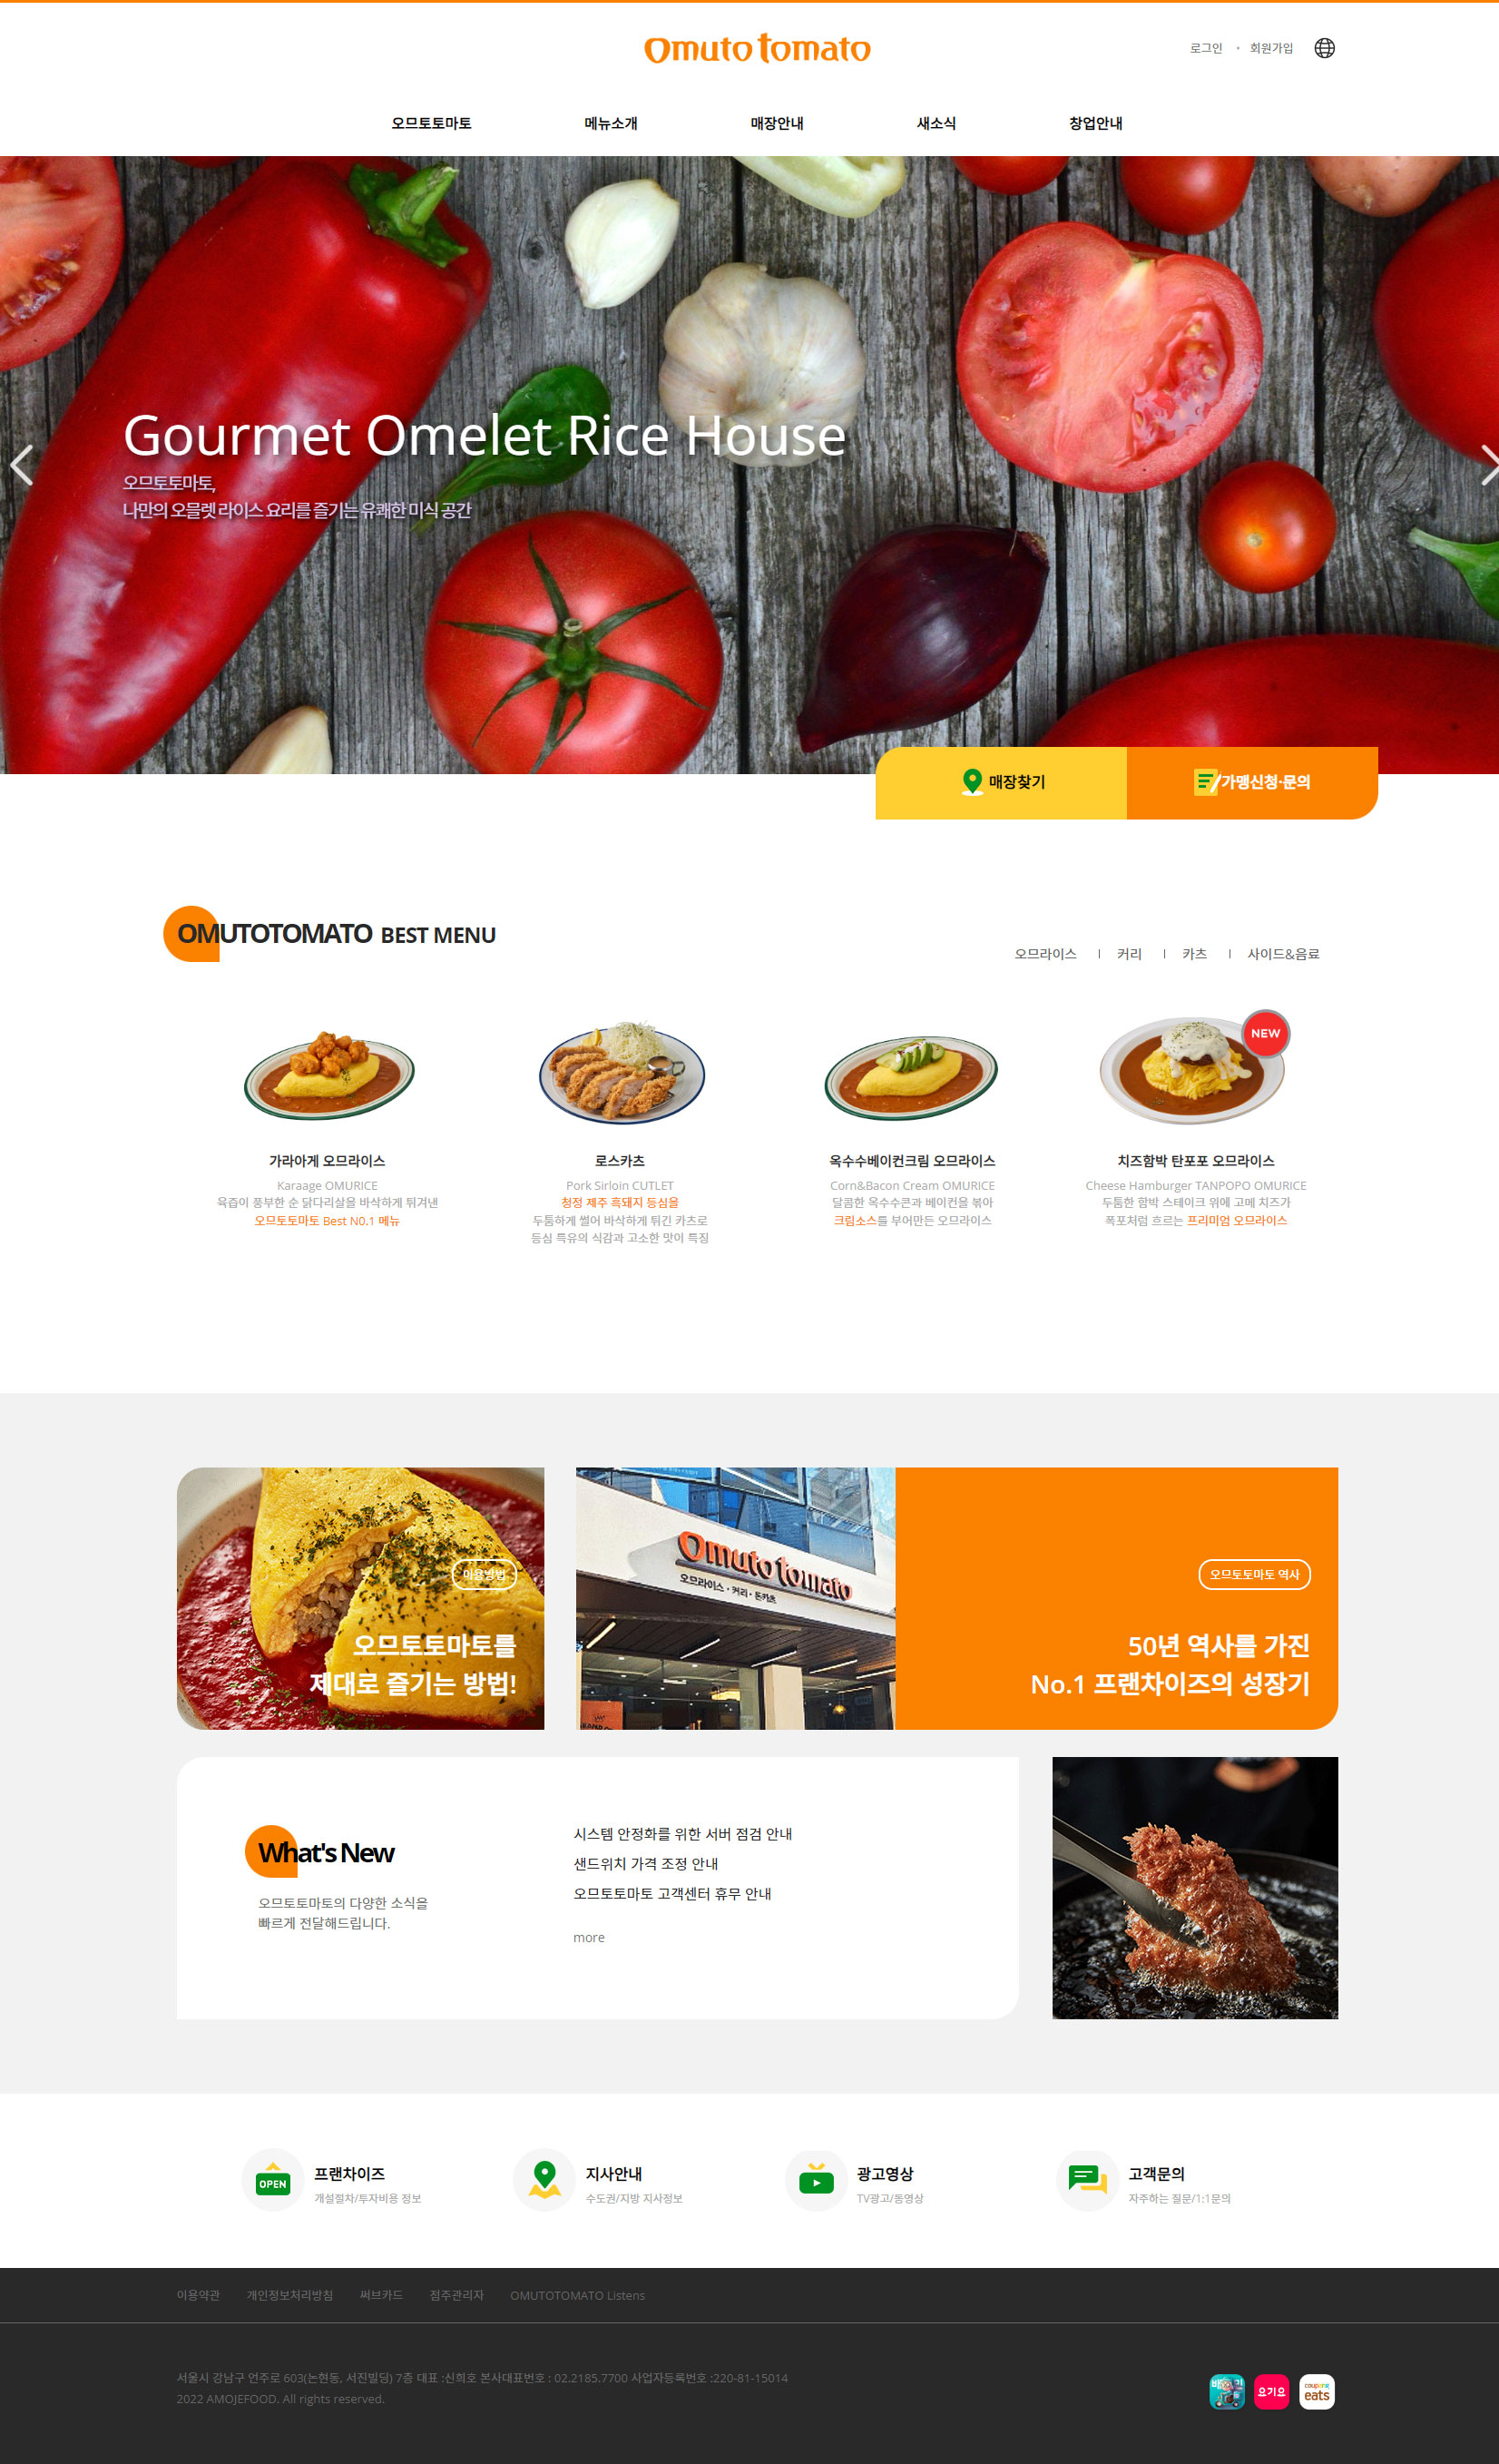 Omuto tomato
로그인 • 회원가입
오므토토마토 메뉴소개 매장안내 새소식 창업안내
Gourmet Omelet Rice House
오므토토마토,
나만의 오믈렛 라이스 요리를 즐기는 유쾌한 미식 공간
매장찾기 가맹신청·문의
OMUTOTOMATO BEST MENU
오므라이스 | 커리 | 카츠 | 사이드&음료
NEW
가라아게 오므라이스
Karaage OMURICE
육즙이 풍부한 순 닭다리살을 바삭하게 튀겨낸
오므토토마토 Best N0.1 메뉴
로스카츠
Pork Sirloin CUTLET
청정 제주 흑돼지 등심을
두툼하게 썰어 바삭하게 튀긴 카츠로
등심 특유의 식감과 고소한 맛이 특징
옥수수베이컨크림 오므라이스
Corn&Bacon Cream OMURICE
달콤한 옥수수콘과 베이컨을 볶아
크림소스를 부어만든 오므라이스
치즈함박 탄포포 오므라이스
Cheese Hamburger TANPOPO OMURICE
두툼한 함박 스테이크 위에 고메 치즈가
폭포처럼 흐르는 프리미엄 오므라이스
이용방법
오므토토마토를
제대로 즐기는 방법!
Omuto tomato
오므라이스 · 커리 · 돈카츠
오므토토마토 역사
50년 역사를 가진
No.1 프랜차이즈의 성장기
What's New
오므토토마토의 다양한 소식을
빠르게 전달해드립니다.
시스템 안정화를 위한 서버 점검 안내
샌드위치 가격 조정 안내
오므토토마토 고객센터 휴무 안내
more
OPEN
프랜차이즈
개설절차/투자비용 정보
지사안내
수도권/지방 지사정보
광고영상
TV광고/동영상
고객문의
자주하는 질문/1:1문의
이용약관 개인정보처리방침 써브카드 점주관리자 OMUTOTOMATO Listens
서울시 강남구 언주로 603(논현동, 서진빌딩) 7층 대표 :신희호 본사대표번호 : 02.2185.7700 사업자등록번호 :220-81-15014
2022 AMOJEFOOD. All rights reserved.
요기요
coupang
eats